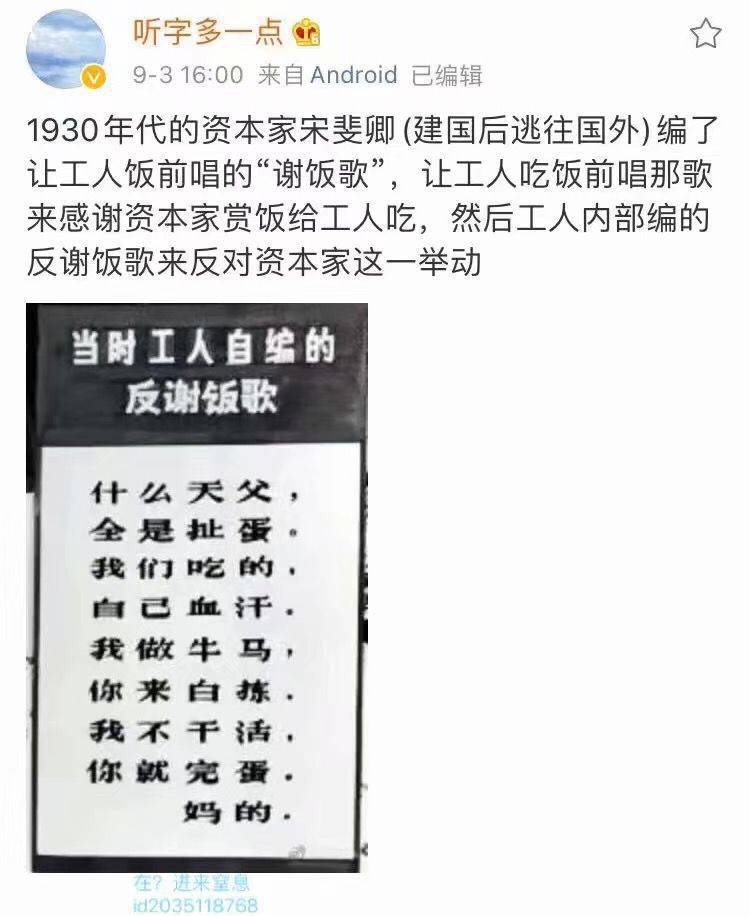 听字多一点
9-3 16:00 来自Android 已编辑
1930年代的资本家宋斐卿(建国后逃往国外)编了
让工人饭前唱的“谢饭歌”，让工人吃饭前唱那歌
来感谢资本家赏饭给工人吃，然后工人内部编的
反谢饭歌来反对资本家这一举动
当时工人自编的
反谢饭歌
什么天父，
全是扯蛋。
我们吃的，
自己血汗．
我做牛马，
你来白拣．
我不干活，
你就完蛋．
妈的．
在？进来窒息
id2035118768